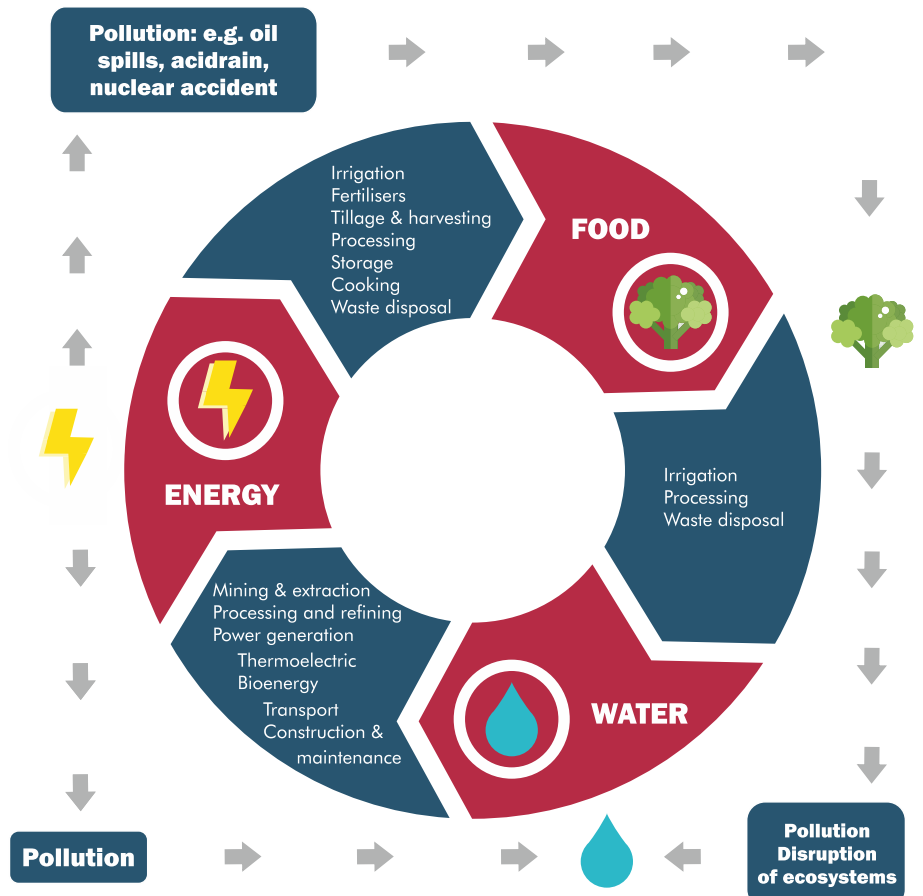 Pollution: e.g. oil
spills, acidrain,
nuclear accident
Irrigation
Fertilisers
Tillage & harvesting
Processing
Storage
Cooking
Waste disposal
FOOD
ENERGY
Irrigation
Processing
Waste disposal
Mining & extraction
Processing and refining
Power generation
Thermoelectric
Bioenergy
Transport
Construction &
maintenance
WATER
Pollution
Pollution
Disruption
of ecosystems